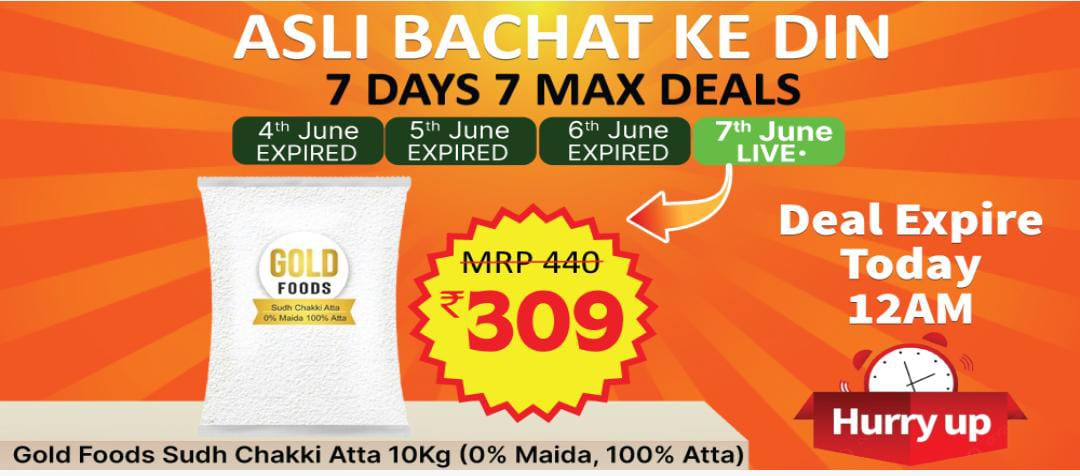 ASLI BACHAT KE DIN
7 DAYS 7 MAX DEALS
4th June
EXPIRED
5th June
EXPIRED
6th June
EXPIRED
7th June
LIVE•
GOLD
FOODS
Sudh Chakki Atta
0% Maida 100% Atta
MRP 440
₹309
Deal Expire
Today
12AM
Hurry up
Gold Foods Sudh Chakki Atta 10Kg (0% Maida, 100% Atta)